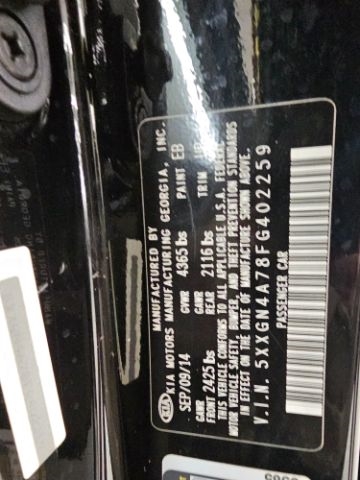 KIA
MANUFACTURED BY
KIA MOTORS MANUFACTURING GEORGIA, INC.
SEP/09/14 GVWR 4365 lbs PAINT EB
GAWR FRONT 2425 lbs GAWR REAR 2116 lbs TRIM
THIS VEHICLE CONFORMS TO ALL APPLICABLE U.S.A. FEDERAL
MOTOR VEHICLE SAFETY, BUMPER, AND THEFT PREVENTION STANDARDS
IN EFFECT ON THE DATE OF MANUFACTURE SHOWN ABOVE.
V.I.N. 5XXGN4A78FG402259
PASSENGER CAR